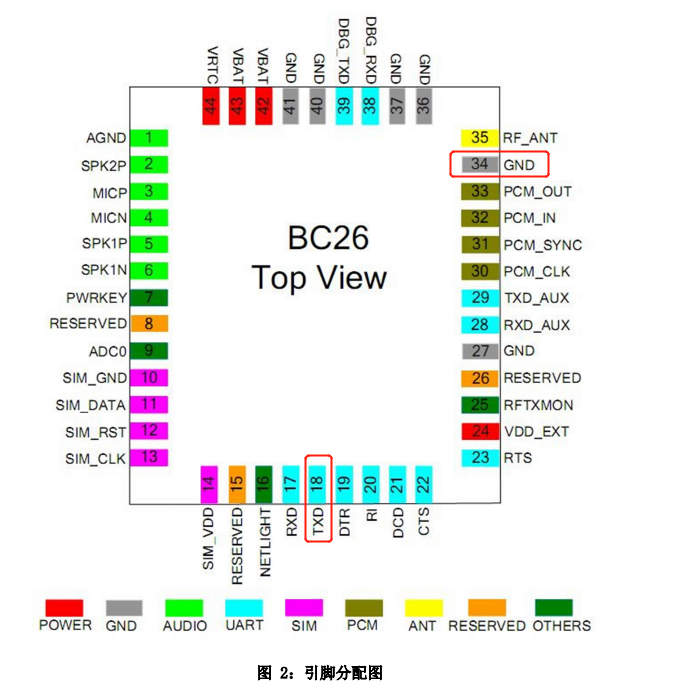 VRTC
VBAT
VBAT
GND
GND
DBG_TXD
DBG_RXD
GND
GND
44
43
42
41
40
39
38
37
36
AGND 1
SPK2P 2
MICP 3
MICN 4
SPK1P 5
SPK1N 6
PWRKEY 7
RESERVED 8
ADC0 9
SIM_GND 10
SIM_DATA 11
SIM_RST 12
SIM_CLK 13
BC26
Top View
35 RF_ANT
34 GND
33 PCM_OUT
32 PCM_IN
31 PCM_SYNC
30 PCM_CLK
29 TXD_AUX
28 RXD_AUX
27 GND
26 RESERVED
25 RFTXMON
24 VDD_EXT
23 RTS
14
15
16
17
18
19
20
21
22
SIM_VDD
RESERVED
NETLIGHT
RXD
TXD
DTR
RI
DCD
CTS
POWER GND AUDIO UART SIM PCM ANT RESERVED OTHERS
图 2：引脚分配图